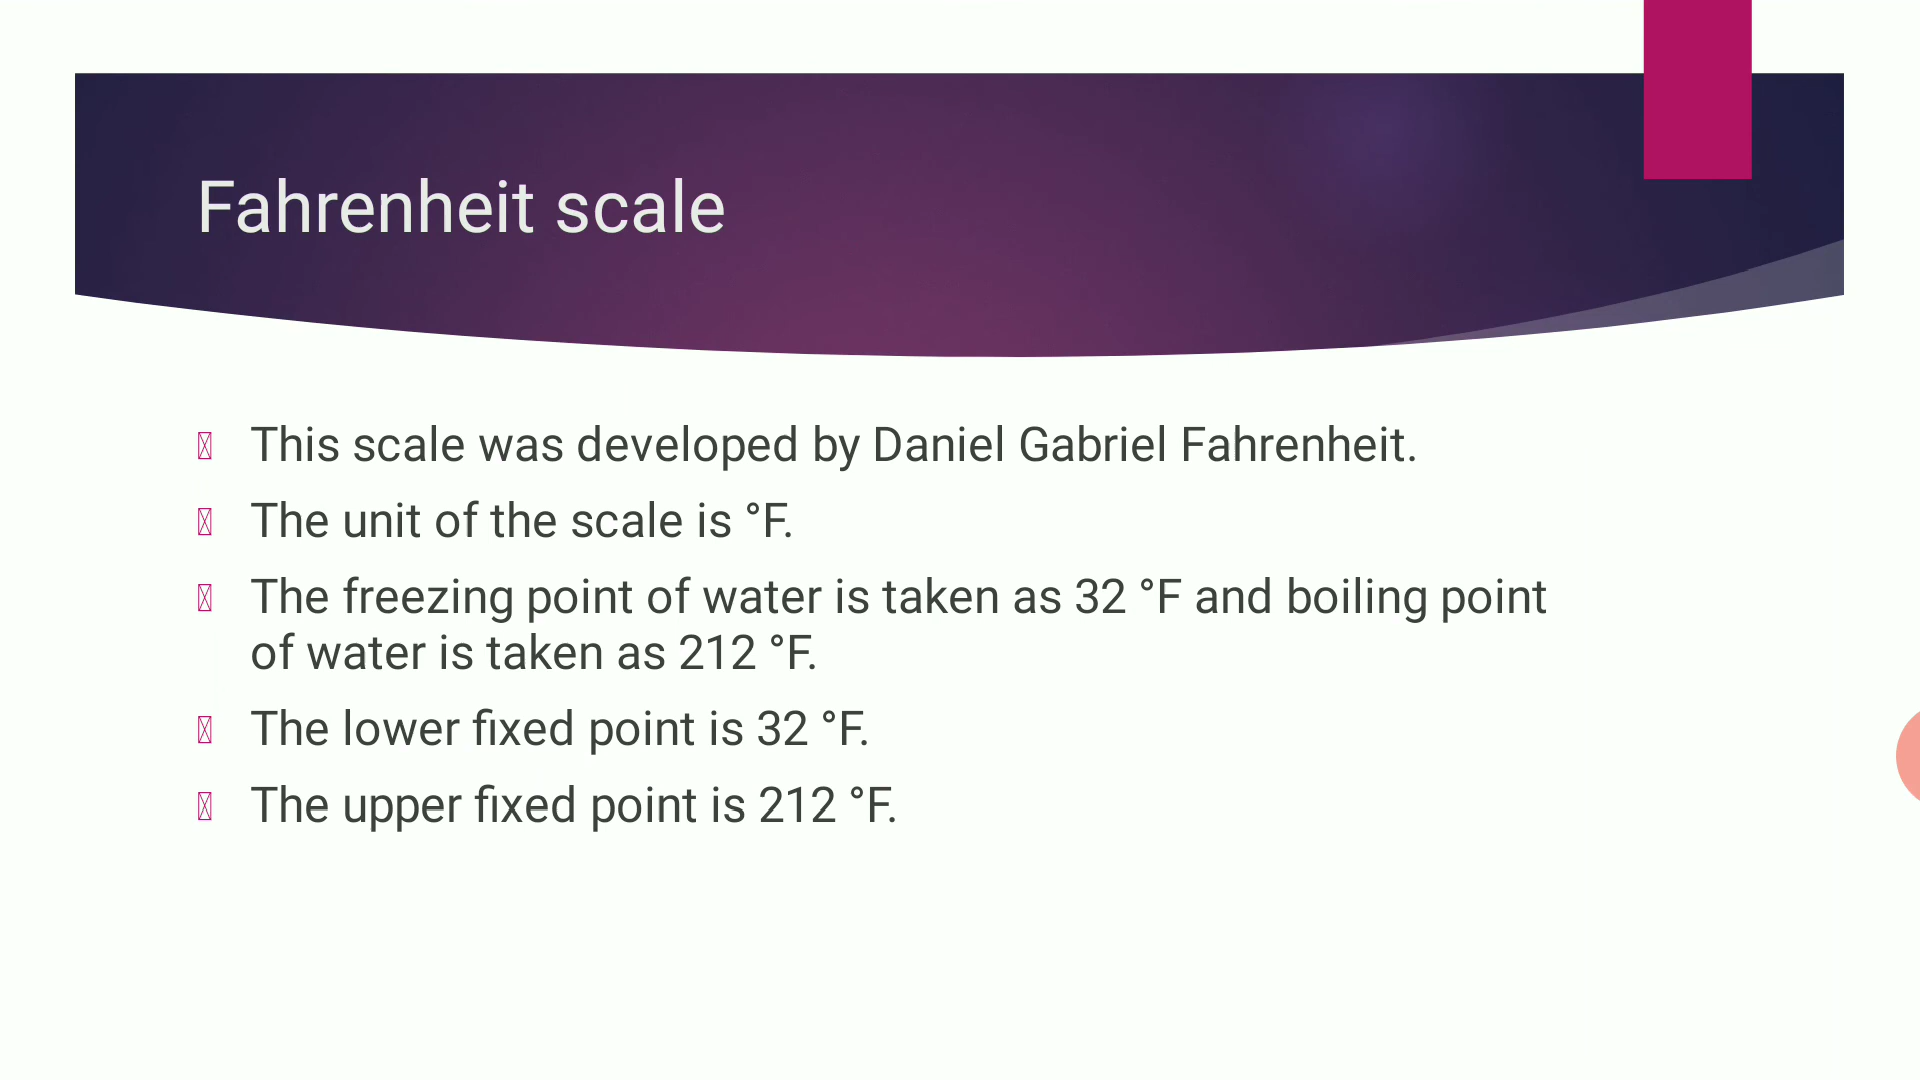 Fahrenheit scale
This scale was developed by Daniel Gabriel Fahrenheit.
The unit of the scale is °F.
The freezing point of water is taken as 32 °F and boiling point
of water is taken as 212 °F.
The lower fixed point is 32 °F.
The upper fixed point is 212 °F.